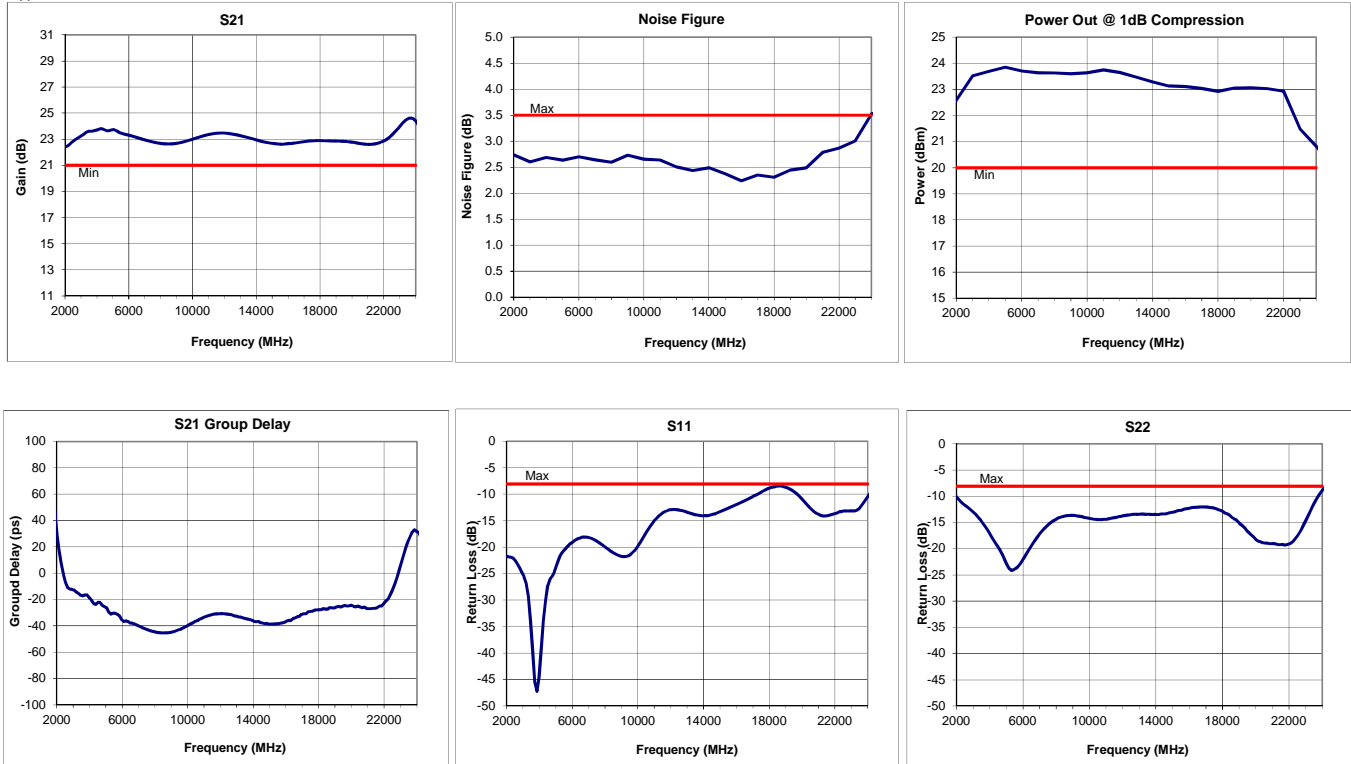 S21
31
29
27
25
23
21
19
17
15
13
11
Gain (dB)
Min
2000 6000 10000 14000 18000 22000
Frequency (MHz)
Noise Figure
5.0
4.5
4.0
3.5
3.0
2.5
2.0
1.5
1.0
0.5
0.0
Noise Figure (dB)
Max
2000 6000 10000 14000 18000 22000
Frequency (MHz)
Power Out @ 1dB Compression
25
24
23
22
21
20
19
18
17
16
15
Power (dBm)
Min
2000 6000 10000 14000 18000 22000
Frequency (MHz)
S21 Group Delay
100
80
60
40
20
0
-20
-40
-60
-80
-100
Groupd Delay (ps)
2000 6000 10000 14000 18000 22000
Frequency (MHz)
S11
0
-5
-10
-15
-20
-25
-30
-35
-40
-45
-50
Return Loss (dB)
Max
2000 6000 10000 14000 18000 22000
Frequency (MHz)
S22
0
-5
-10
-15
-20
-25
-30
-35
-40
-45
-50
Return Loss (dB)
Max
2000 6000 10000 14000 18000 22000
Frequency (MHz)